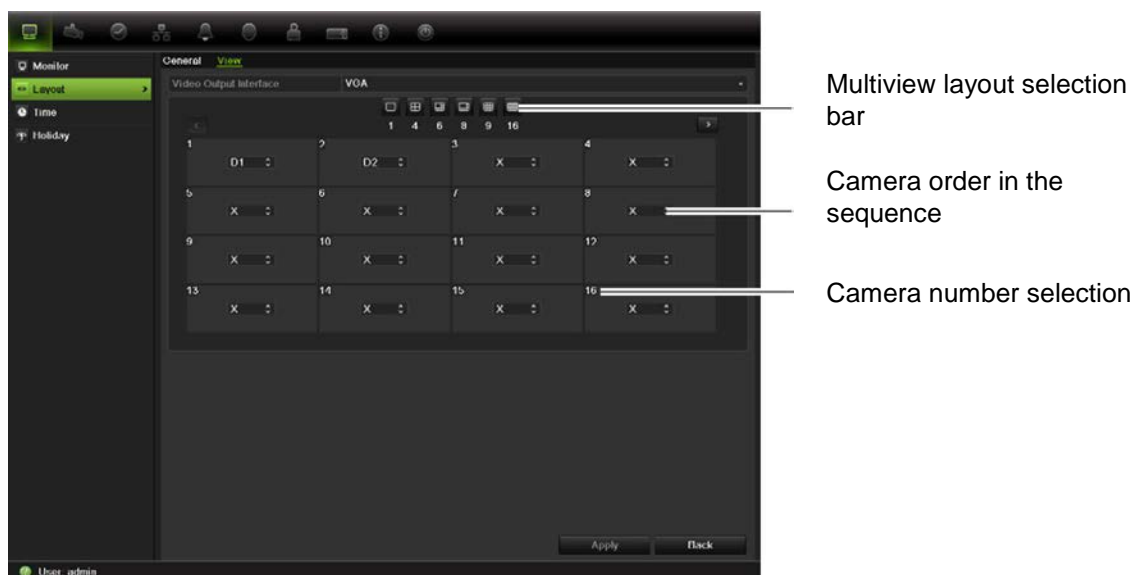 General View
Monitor
Layout
Time
Holiday
Video Output Interface VOA
1 4 6 8 9 16
1 2 3 4
D1 D2 X X
5 6 7 8
X X X X
9 10 11 12
X X X X
13 14 15 16
X X X X
Apply Back
User: admin
Multiview layout selection
bar
Camera order in the
sequence
Camera number selection